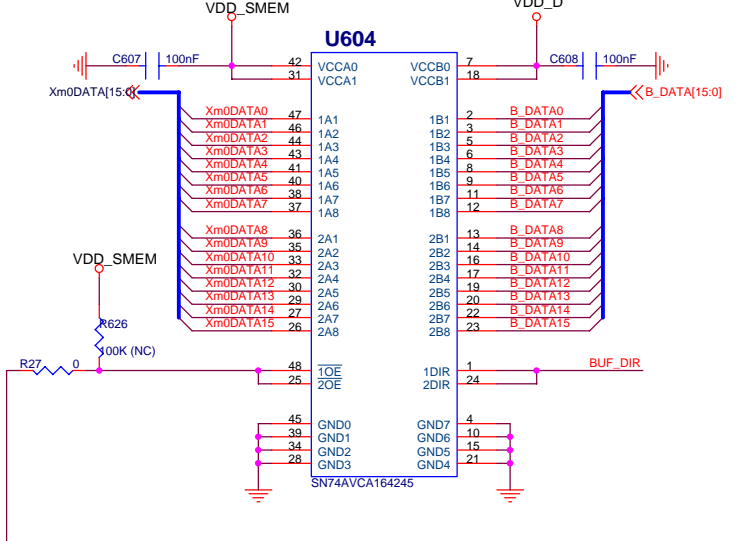 VDD_SMEM
VDD_D
U604
C607 100nF
42 VCCA0 VCCB0 7
31 VCCA1 VCCB1 18
C608 100nF
Xm0DATA[15:0]
B_DATA[15:0]
Xm0DATA0 47 1A1 1B1 2 B_DATA0
Xm0DATA1 46 1A2 1B2 3 B_DATA1
Xm0DATA2 44 1A3 1B3 5 B_DATA2
Xm0DATA3 43 1A4 1B4 6 B_DATA3
Xm0DATA4 41 1A5 1B5 8 B_DATA4
Xm0DATA5 40 1A6 1B6 9 B_DATA5
Xm0DATA6 38 1A7 1B7 11 B_DATA6
Xm0DATA7 37 1A8 1B8 12 B_DATA7
Xm0DATA8 36 2A1 2B1 13 B_DATA8
Xm0DATA9 35 2A2 2B2 14 B_DATA9
Xm0DATA10 33 2A3 2B3 16 B_DATA10
Xm0DATA11 32 2A4 2B4 17 B_DATA11
Xm0DATA12 30 2A5 2B5 19 B_DATA12
Xm0DATA13 29 2A6 2B6 20 B_DATA13
Xm0DATA14 27 2A7 2B7 22 B_DATA14
Xm0DATA15 26 2A8 2B8 23 B_DATA15
VDD_SMEM
R626
100K (NC)
R27 0
48 1OE 1DIR 1 BUF_DIR
25 2OE 2DIR 24
45 GND0 GND7 4
39 GND1 GND6 10
34 GND2 GND5 15
28 GND3 GND4 21
SN74AVCA164245